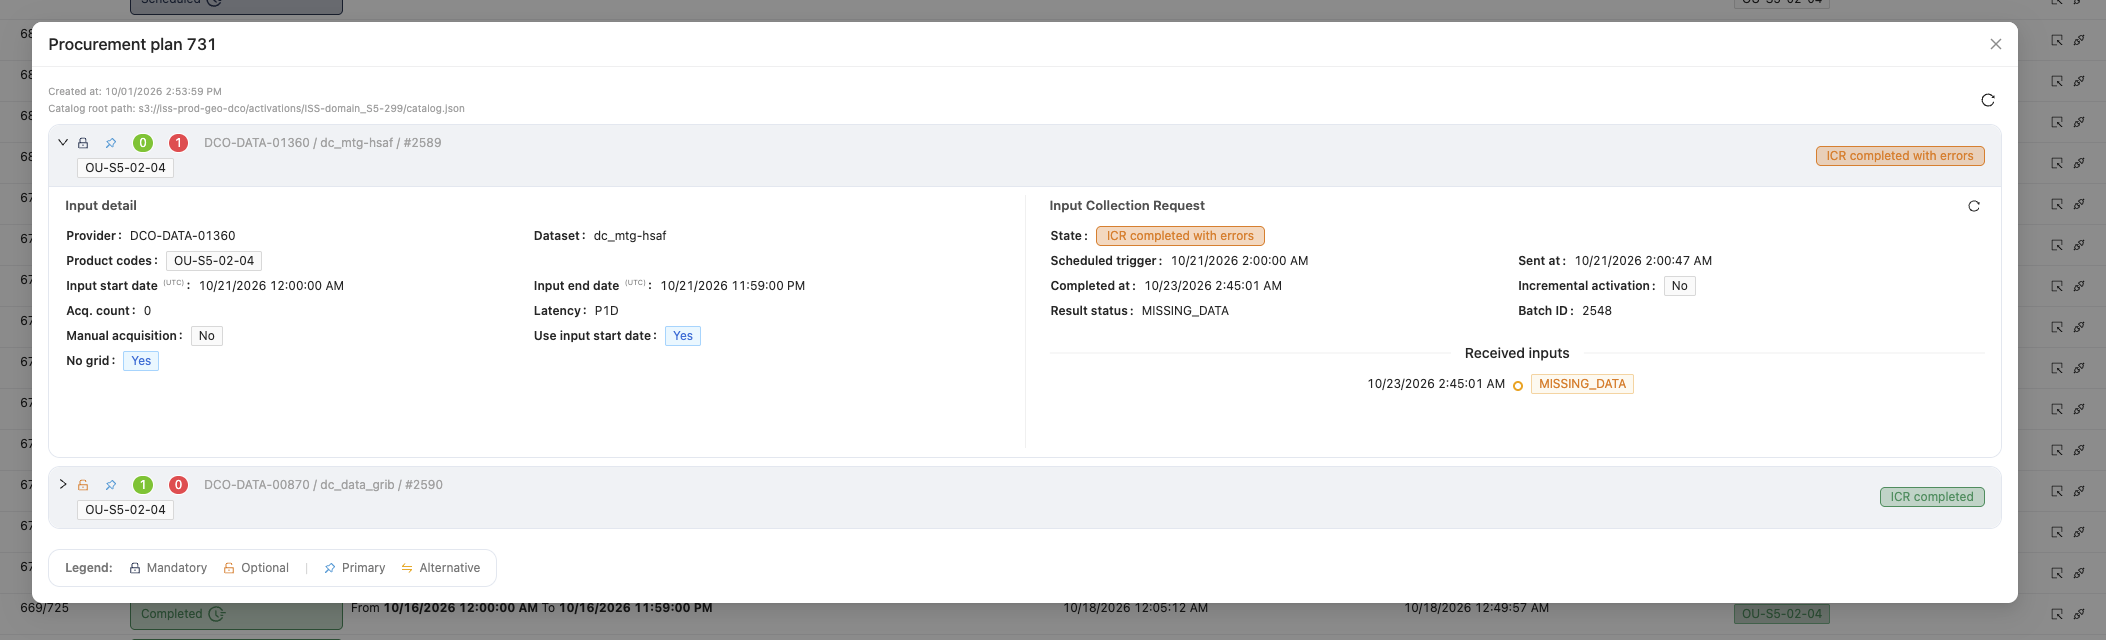 Scheduled
OU-S5-02-04
Procurement plan 731
Created at: 10/01/2026 2:53:59 PM
Catalog root path: s3://iss-prod-geo-dco/activations/ISS-domain_S5-299/catalog.json
0 1 DCO-DATA-01360 / dc_mtg-hsaf / #2589
OU-S5-02-04
ICR completed with errors
Input detail
Provider: DCO-DATA-01360 Dataset: dc_mtg-hsaf
Product codes: OU-S5-02-04
Input start date (UTC): 10/21/2026 12:00:00 AM Input end date (UTC): 10/21/2026 11:59:00 PM
Acq. count: 0 Latency: P1D
Manual acquisition: No Use input start date: Yes
No grid: Yes
Input Collection Request
State: ICR completed with errors
Scheduled trigger: 10/21/2026 2:00:00 AM Sent at: 10/21/2026 2:00:47 AM
Completed at: 10/23/2026 2:45:01 AM Incremental activation: No
Result status: MISSING_DATA Batch ID: 2548
Received inputs
10/23/2026 2:45:01 AM MISSING_DATA
1 0 DCO-DATA-00870 / dc_data_grib / #2590
OU-S5-02-04
ICR completed
Legend: Mandatory Optional | Primary Alternative
669/725 Completed From 10/16/2026 12:00:00 AM To 10/16/2026 11:59:00 PM 10/18/2026 12:05:12 AM 10/18/2026 12:49:57 AM OU-S5-02-04